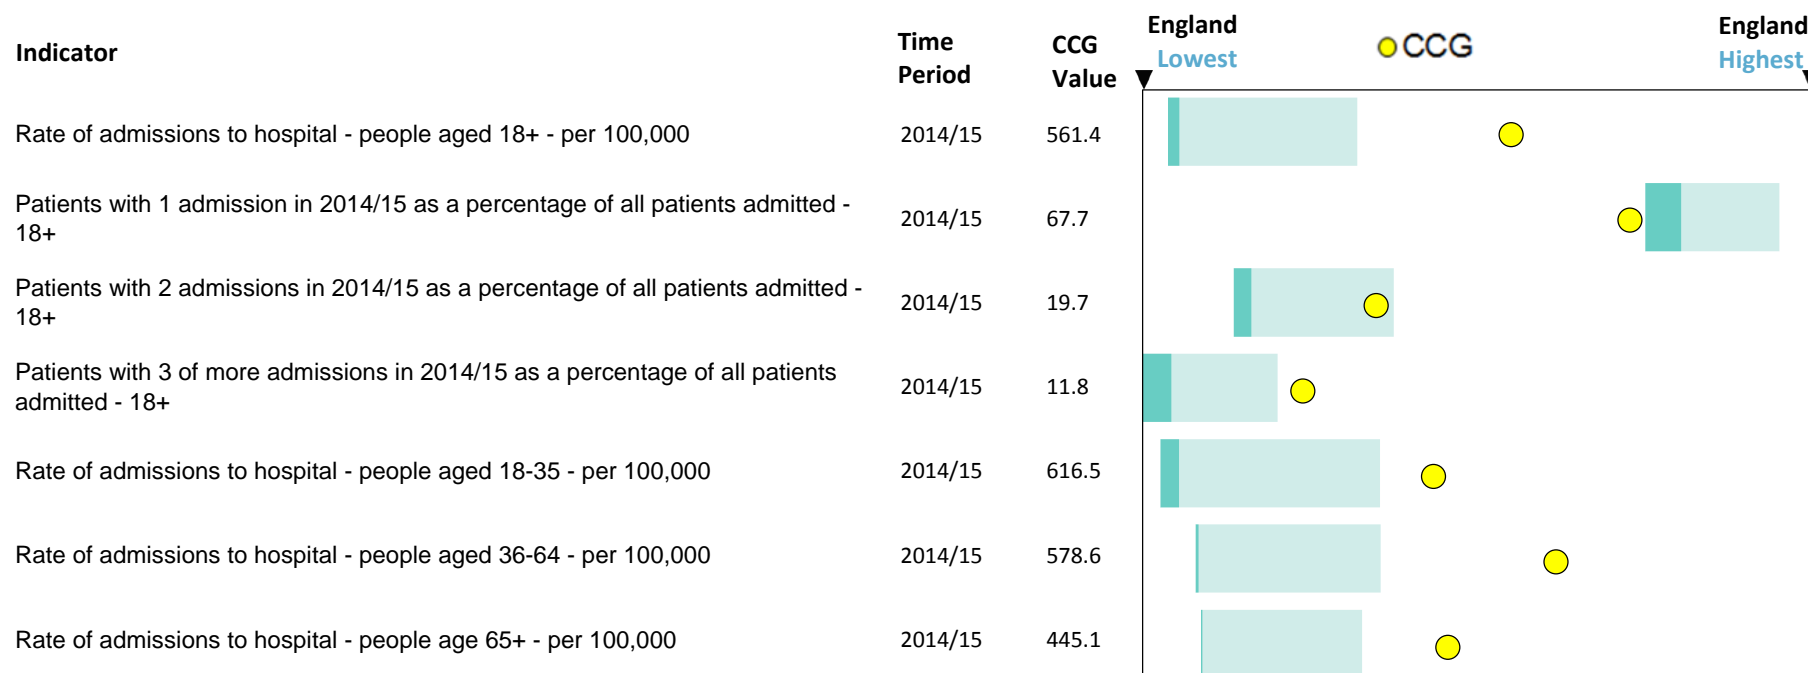 Indicator
Time Period
CCG Value
England Lowest
CCG
England Highest
Rate of admissions to hospital - people aged 18+ - per 100,000 2014/15 561.4
Patients with 1 admission in 2014/15 as a percentage of all patients admitted -
18+
2014/15 67.7
Patients with 2 admissions in 2014/15 as a percentage of all patients admitted -
18+
2014/15 19.7
Patients with 3 of more admissions in 2014/15 as a percentage of all patients
admitted - 18+
2014/15 11.8
Rate of admissions to hospital - people aged 18-35 - per 100,000 2014/15 616.5
Rate of admissions to hospital - people aged 36-64 - per 100,000 2014/15 578.6
Rate of admissions to hospital - people age 65+ - per 100,000 2014/15 445.1